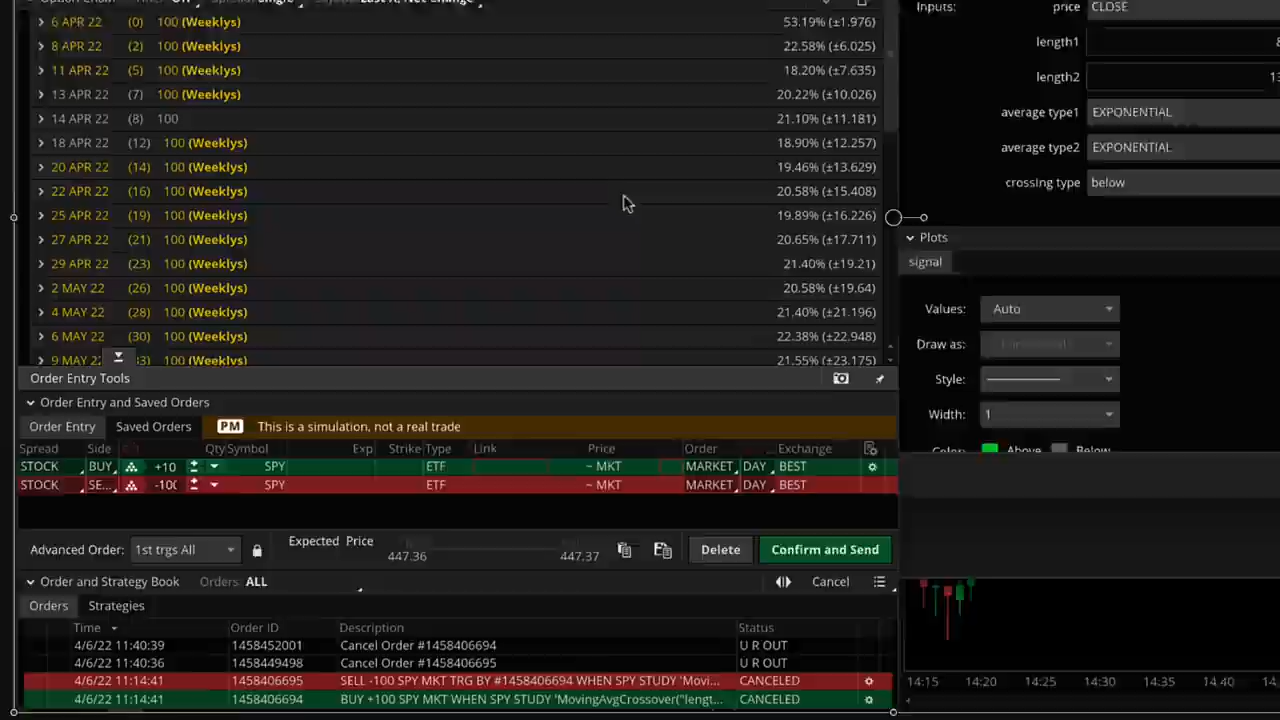 6 APR 22 (0) 100 (Weeklys) 53.19% (±1.976)
8 APR 22 (2) 100 (Weeklys) 22.58% (±6.025)
11 APR 22 (5) 100 (Weeklys) 18.20% (±7.635)
13 APR 22 (7) 100 (Weeklys) 20.22% (±10.026)
14 APR 22 (8) 100 21.10% (±11.181)
18 APR 22 (12) 100 (Weeklys) 18.90% (±12.257)
20 APR 22 (14) 100 (Weeklys) 19.46% (±13.629)
22 APR 22 (16) 100 (Weeklys) 20.58% (±15.408)
25 APR 22 (19) 100 (Weeklys) 19.89% (±16.226)
27 APR 22 (21) 100 (Weeklys) 20.65% (±17.711)
29 APR 22 (23) 100 (Weeklys) 21.40% (±19.21)
2 MAY 22 (26) 100 (Weeklys) 20.58% (±19.64)
4 MAY 22 (28) 100 (Weeklys) 21.40% (±21.196)
6 MAY 22 (30) 100 (Weeklys) 22.38% (±22.948)
9 MAY 22 33) 100 (Weeklys) 21.55% (±23.175)
Order Entry Tools
Order Entry and Saved Orders
Order Entry Saved Orders PM This is a simulation, not a real trade
Spread Side Qty Symbol Exp Strike Type Link Price Order Exchange
STOCK BUY +10 SPY ETF ~ MKT MARKET DAY BEST
STOCK SE... -10( SPY ETF ~ MKT MARKET DAY BEST
Advanced Order: 1st trgs All Expected Price 447.36 447.37 Delete Confirm and Send
Order and Strategy Book Orders: ALL Cancel
Orders Strategies
Time Order ID Description Status
4/6/22 11:40:39 1458452001 Cancel Order #1458406694 U R OUT
4/6/22 11:40:36 1458449498 Cancel Order #1458406695 U R OUT
4/6/22 11:14:41 1458406695 SELL -100 SPY MKT TRG BY #1458406694 WHEN SPY STUDY 'Movi... CANCELED
4/6/22 11:14:41 1458406694 BUY +100 SPY MKT WHEN SPY STUDY 'MovingAvgCrossover("lengt... CANCELED
Inputs: price CLOSE
length1 8
length2 13
average type1 EXPONENTIAL
average type2 EXPONENTIAL
crossing type below
Plots
signal
Values: Auto
Draw as:
Style:
Width: 1
Color: Above Below
14:15 14:20 14:25 14:30 14:35 14:40 14: